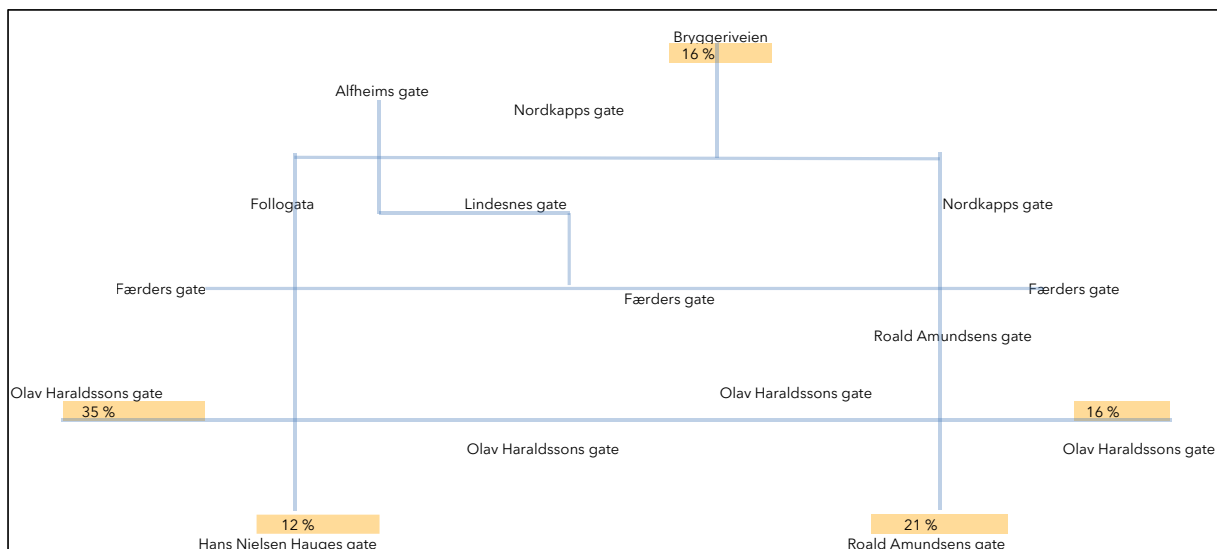 Bryggeriveien
16 %
Alfheims gate
Nordkapps gate
Follogata
Lindesnes gate
Nordkapps gate
Færders gate
Færders gate
Færders gate
Roald Amundsens gate
Olav Haraldssons gate
Olav Haraldssons gate
35 %
16 %
Olav Haraldssons gate
Olav Haraldssons gate
12 %
21 %
Hans Nielsen Hauges gate
Roald Amundsens gate